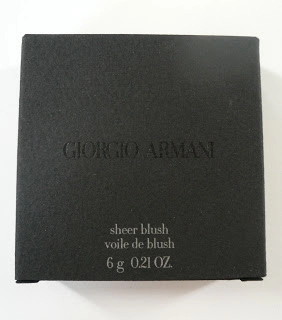 GIORGIO ARMANI
sheer blush
voile de blush
6 g 0.21 OZ.